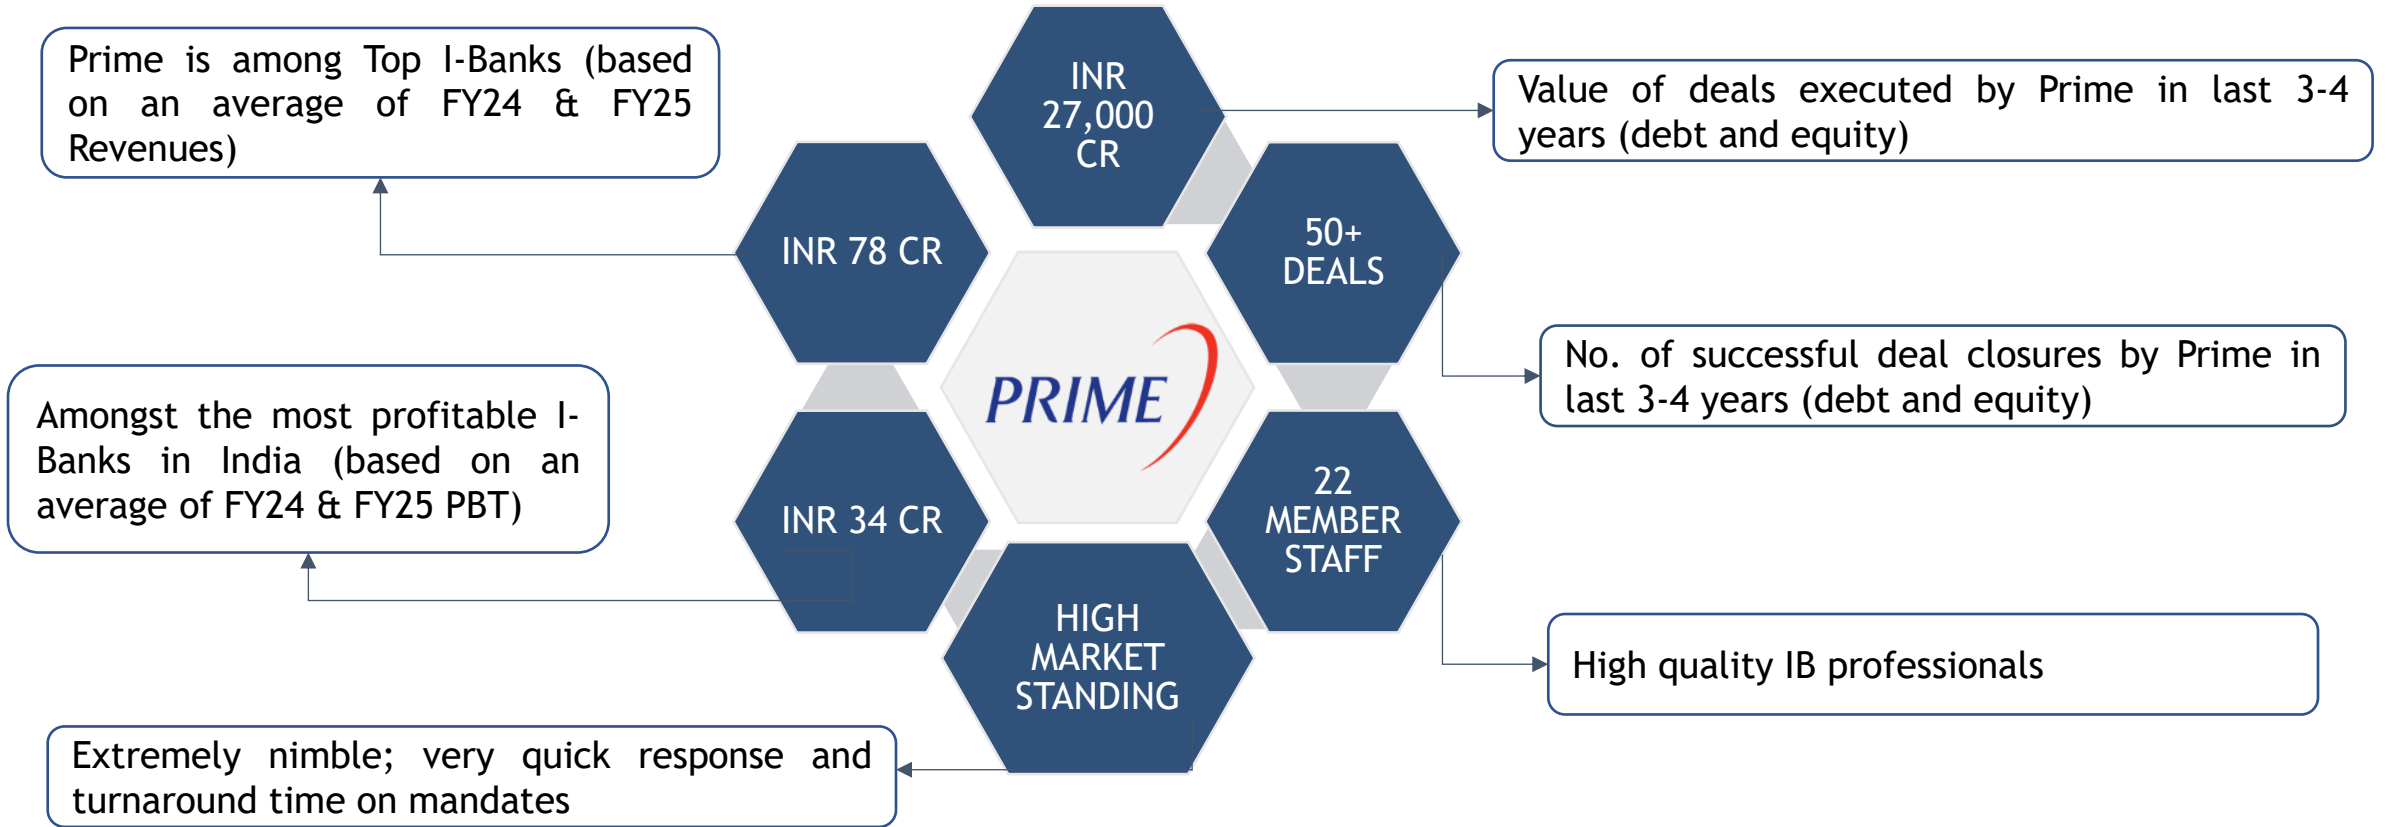 Prime is among Top I-Banks (based
on an average of FY24 & FY25
Revenues)
INR
27,000
CR
Value of deals executed by Prime in last 3-4
years (debt and equity)
INR 78 CR
50+
DEALS
PRIME
No. of successful deal closures by Prime in
last 3-4 years (debt and equity)
Amongst the most profitable I-
Banks in India (based on an
average of FY24 & FY25 PBT)
INR 34 CR
22
MEMBER
STAFF
HIGH
MARKET
STANDING
High quality IB professionals
Extremely nimble; very quick response and
turnaround time on mandates